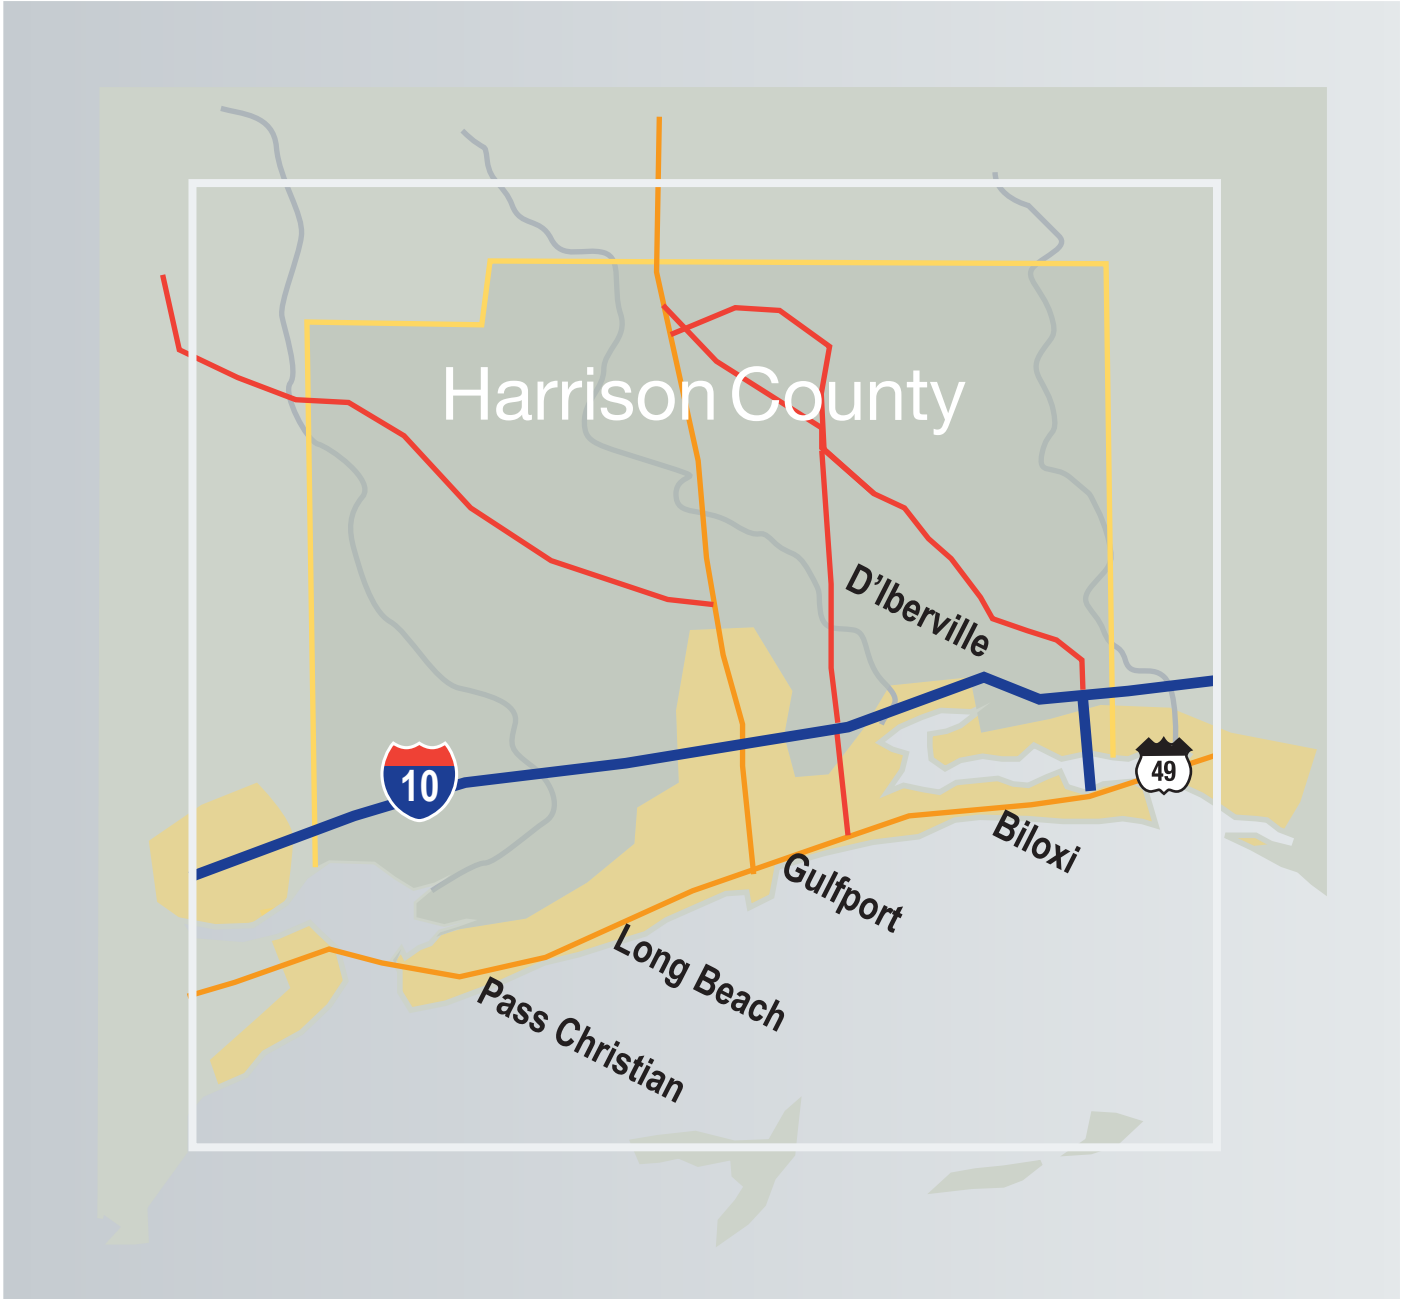 Harrison County
D’Iberville
10
49
Biloxi
Gulfport
Long Beach
Pass Christian